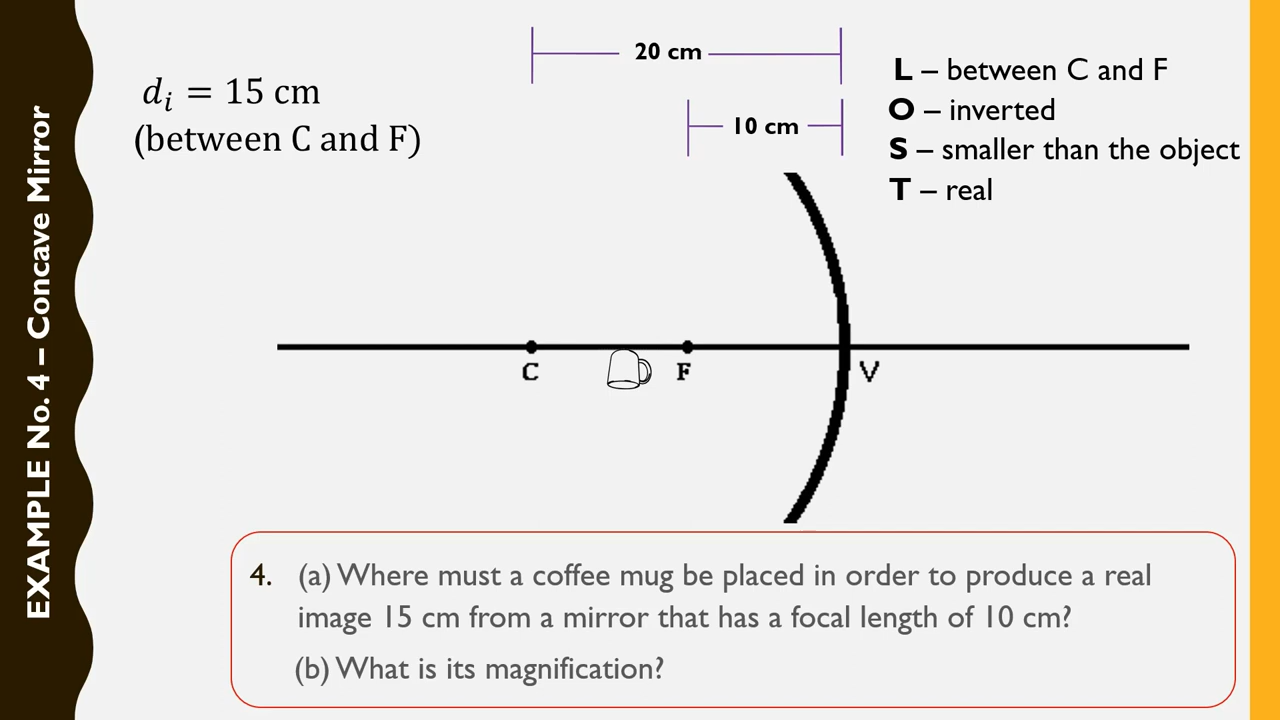 EXAMPLE No. 4 – Concave Mirror
dᵢ = 15 cm
(between C and F)
20 cm
10 cm
L – between C and F
O – inverted
S – smaller than the object
T – real
C
F
V
4. (a) Where must a coffee mug be placed in order to produce a real
image 15 cm from a mirror that has a focal length of 10 cm?
(b) What is its magnification?